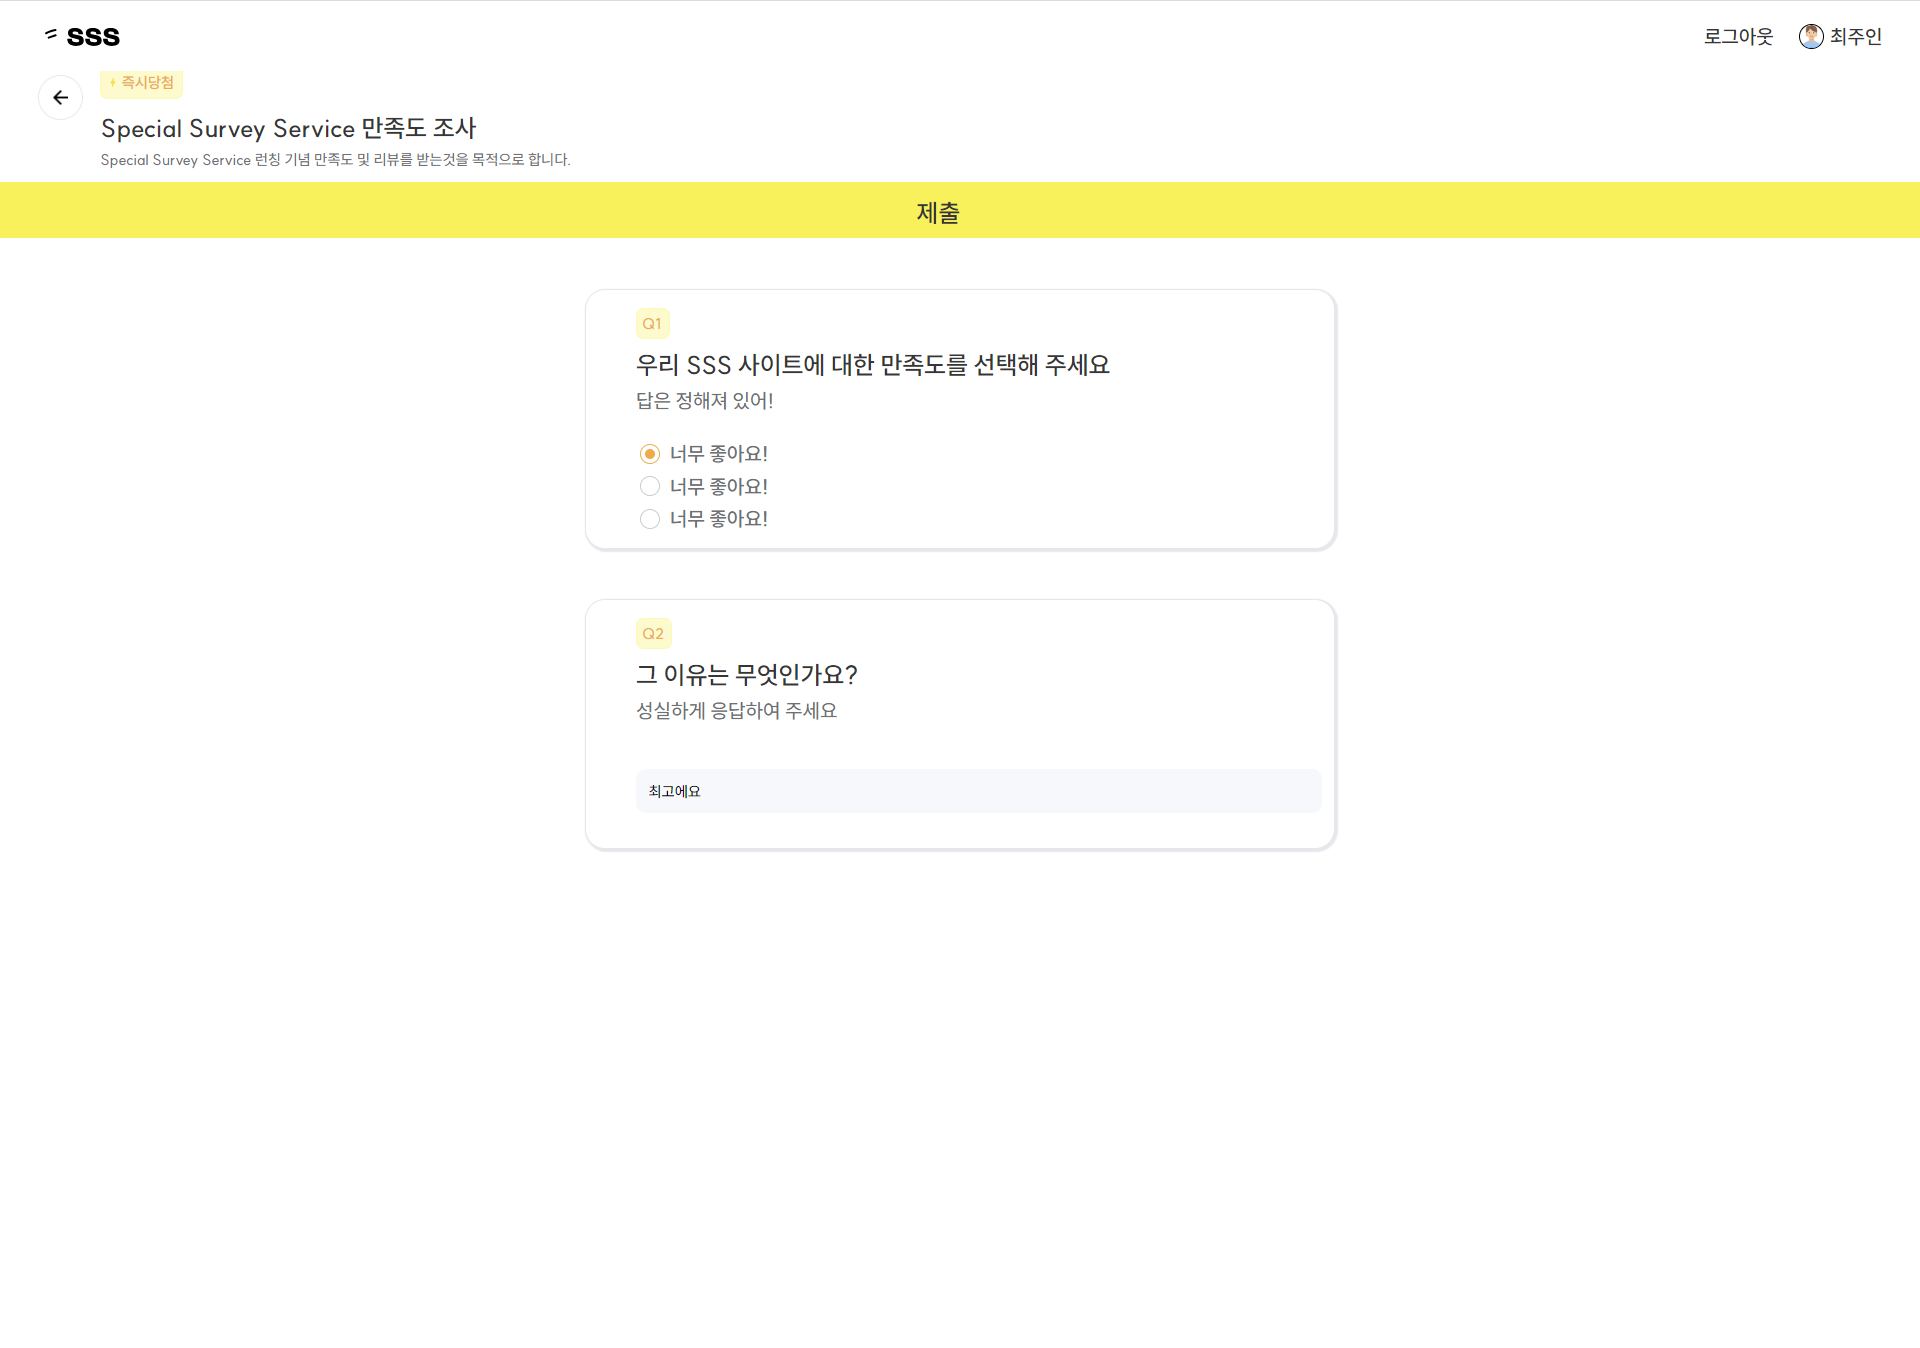 sss
로그아웃
최주인
즉시당첨
Special Survey Service 만족도 조사
Special Survey Service 런칭 기념 만족도 및 리뷰를 받는것을 목적으로 합니다.
제출
Q1
우리 SSS 사이트에 대한 만족도를 선택해 주세요
답은 정해져 있어!
너무 좋아요!
너무 좋아요!
너무 좋아요!
Q2
그 이유는 무엇인가요?
성실하게 응답하여 주세요
최고에요